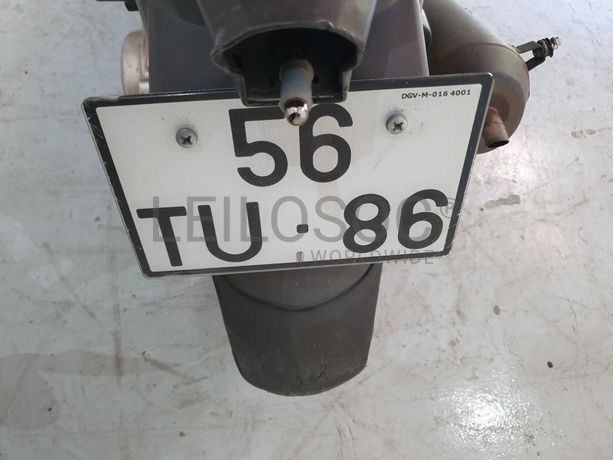 DGV-M-016 4001
56
TU·86
LEILOSOC®
WORLDWIDE